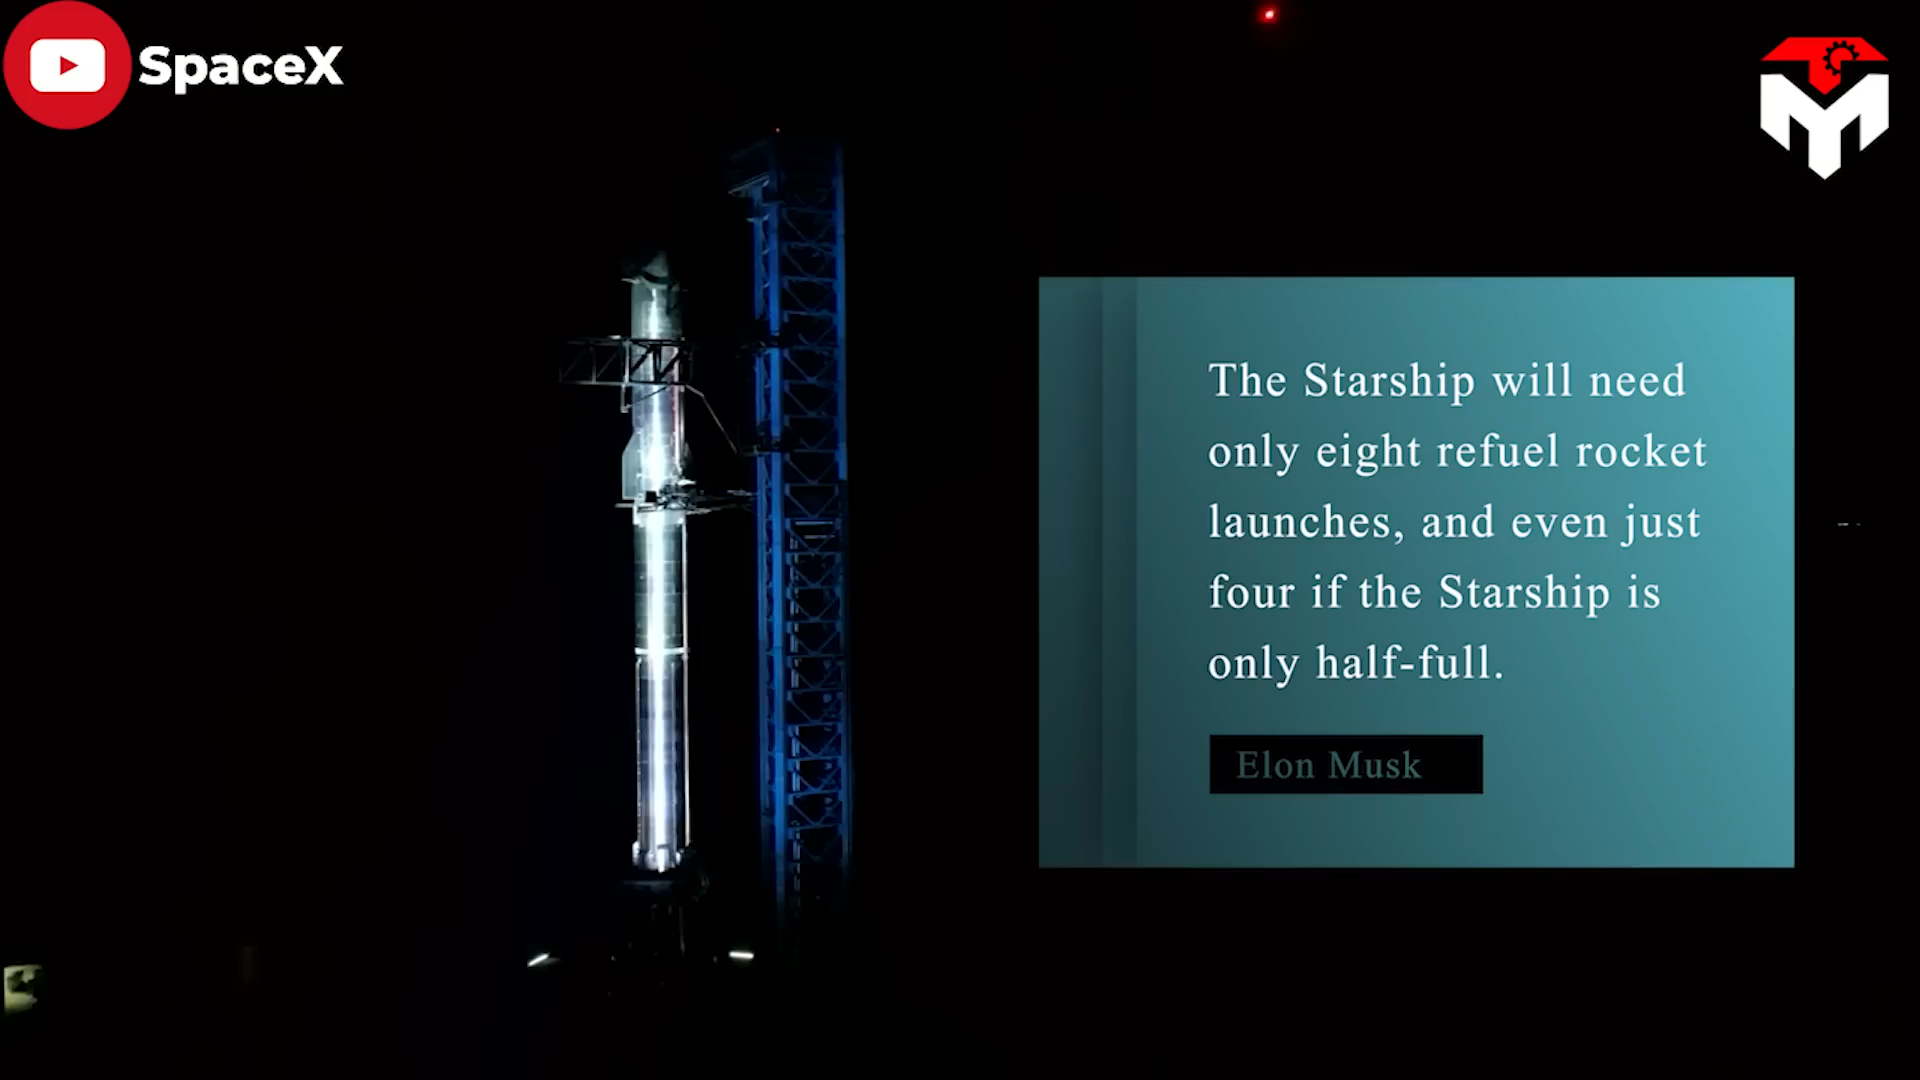 SpaceX
The Starship will need
only eight refuel rocket
launches, and even just
four if the Starship is
only half-full.
Elon Musk